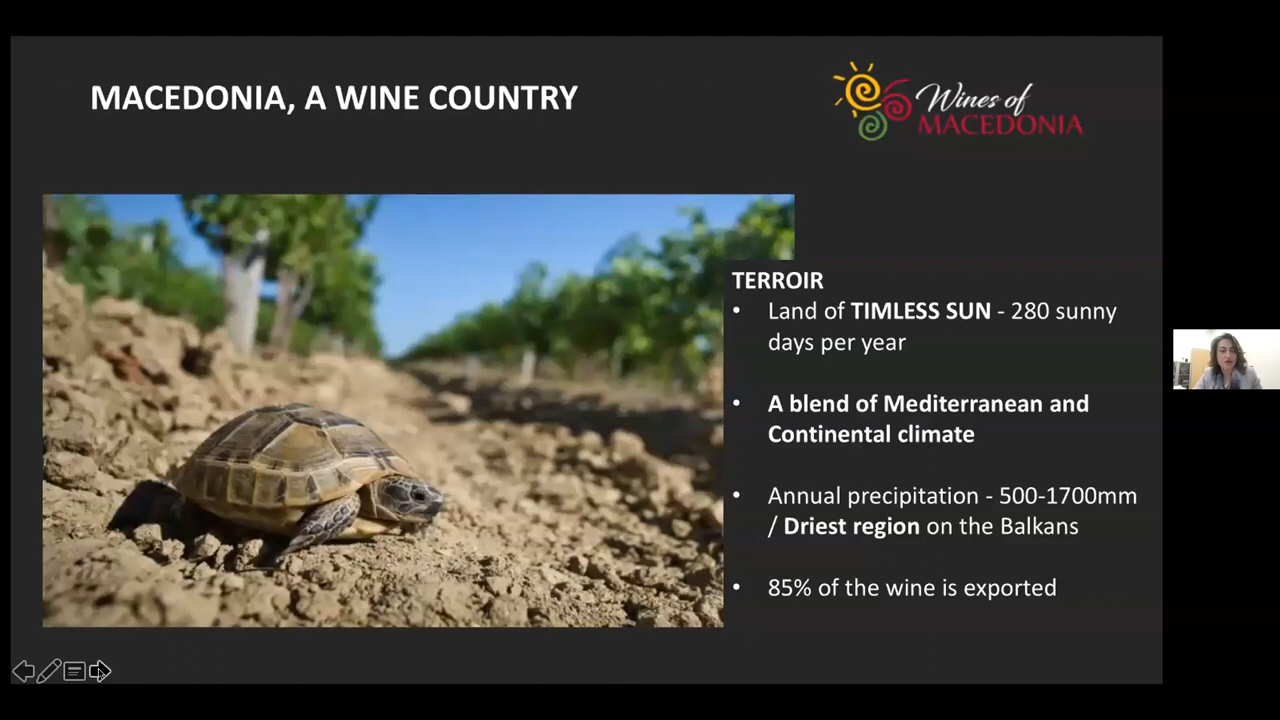 MACEDONIA, A WINE COUNTRY
Wines of
MACEDONIA
TERROIR
• Land of TIMLESS SUN - 280 sunny
days per year
• A blend of Mediterranean and
Continental climate
• Annual precipitation - 500-1700mm
/ Driest region on the Balkans
• 85% of the wine is exported